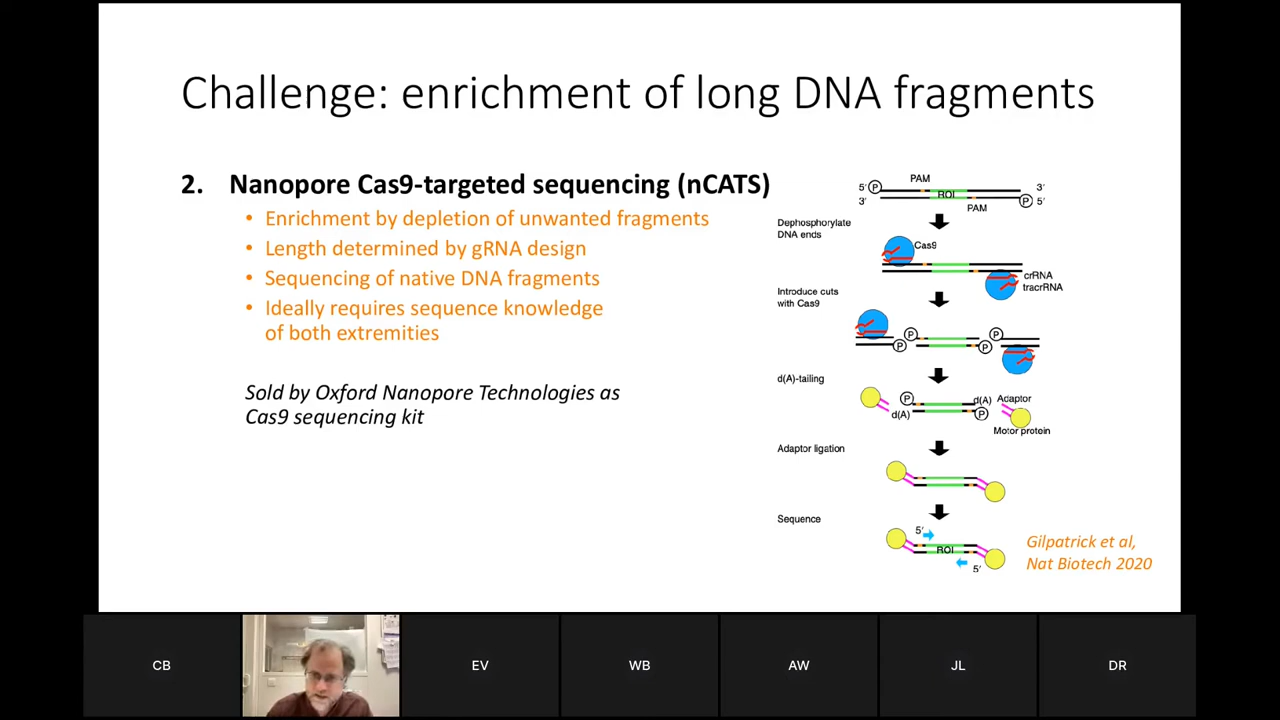 Challenge: enrichment of long DNA fragments
2. Nanopore Cas9-targeted sequencing (nCATS)
• Enrichment by depletion of unwanted fragments
• Length determined by gRNA design
• Sequencing of native DNA fragments
• Ideally requires sequence knowledge
of both extremities
Sold by Oxford Nanopore Technologies as
Cas9 sequencing kit
PAM
5′ P 3′
ROI
3′ P 5′
PAM
Dephosphorylate
DNA ends
Cas9
crRNA
tracrRNA
Introduce cuts
with Cas9
P P
P P
d(A)-tailing
P d(A) Adaptor
d(A) P
Motor protein
Adaptor ligation
Sequence
5′
ROI
5′
Gilpatrick et al,
Nat Biotech 2020
CB EV WB AW JL DR